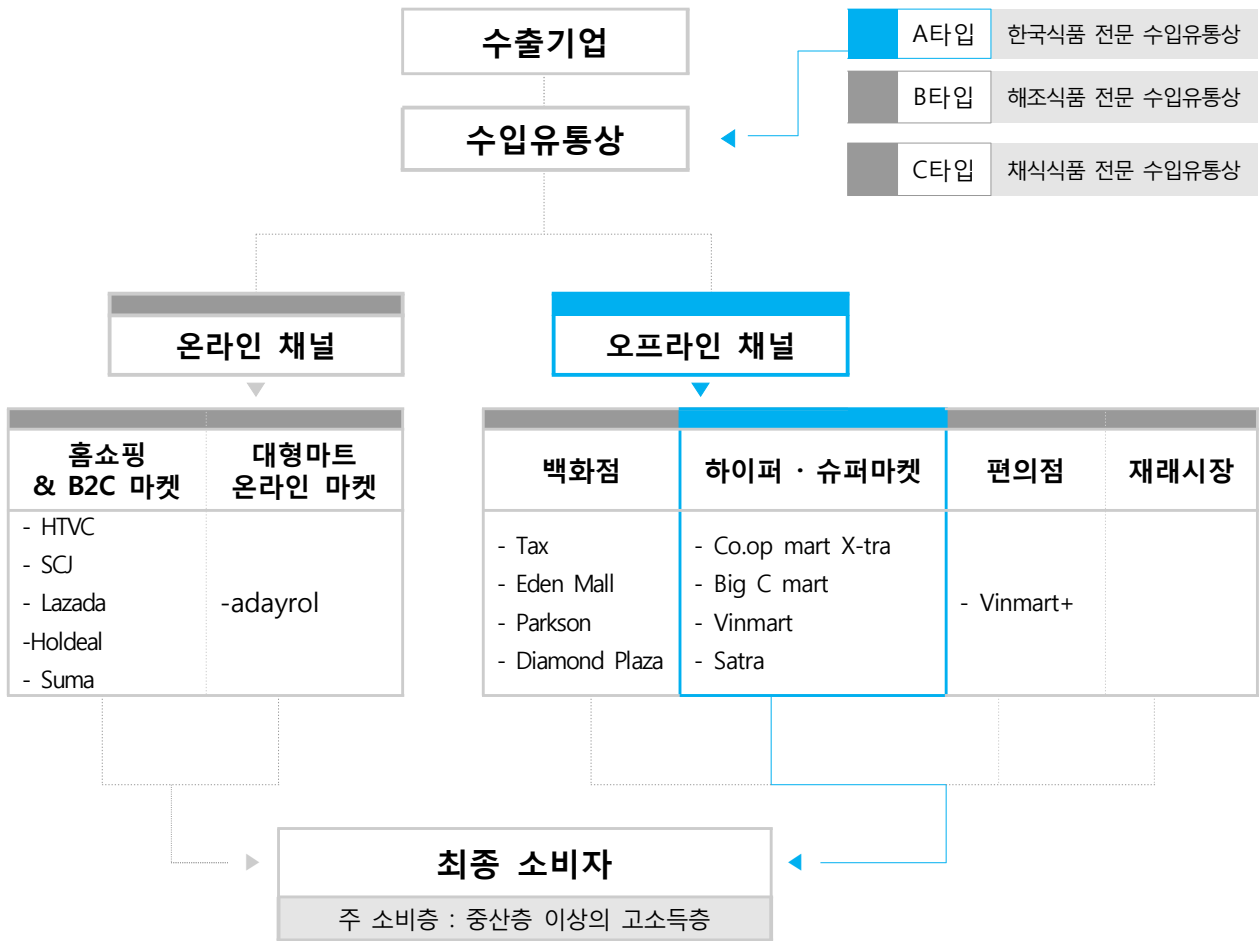 수출기업
수입유통상
A타입 한국식품 전문 수입유통상
B타입 해조식품 전문 수입유통상
C타입 채식식품 전문 수입유통상
온라인 채널
홈쇼핑
& B2C 마켓
- HTVC
- SCJ
- Lazada
-Holdeal
- Suma
대형마트
온라인 마켓
-adayrol
오프라인 채널
백화점
- Tax
- Eden Mall
- Parkson
- Diamond Plaza
하이퍼 · 슈퍼마켓
- Co.op mart X-tra
- Big C mart
- Vinmart
- Satra
편의점
- Vinmart+
재래시장
최종 소비자
주 소비층 : 중산층 이상의 고소득층